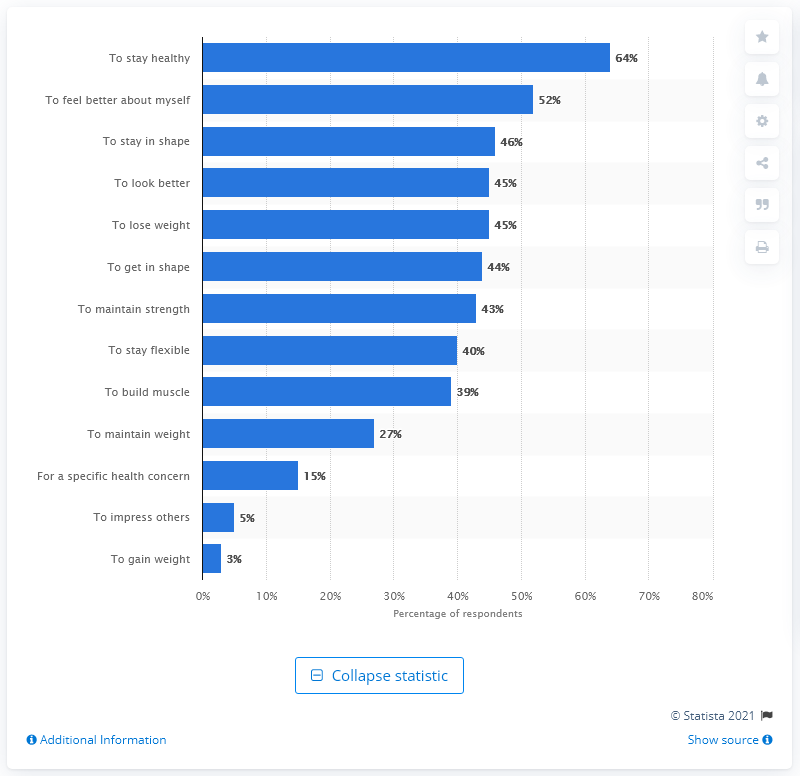 To stay healthy 64%
To feel better about myself 52%
To stay in shape 46%
To look better 45%
To lose weight 45%
To get in shape 44%
To maintain strength 43%
To stay flexible 40%
To build muscle 39%
To maintain weight 27%
For a specific health concern 15%
To impress others 5%
To gain weight 3%
0% 10% 20% 30% 40% 50% 60% 70% 80%
Percentage of respondents
Collapse statistic
© Statista 2021
Additional Information Show source